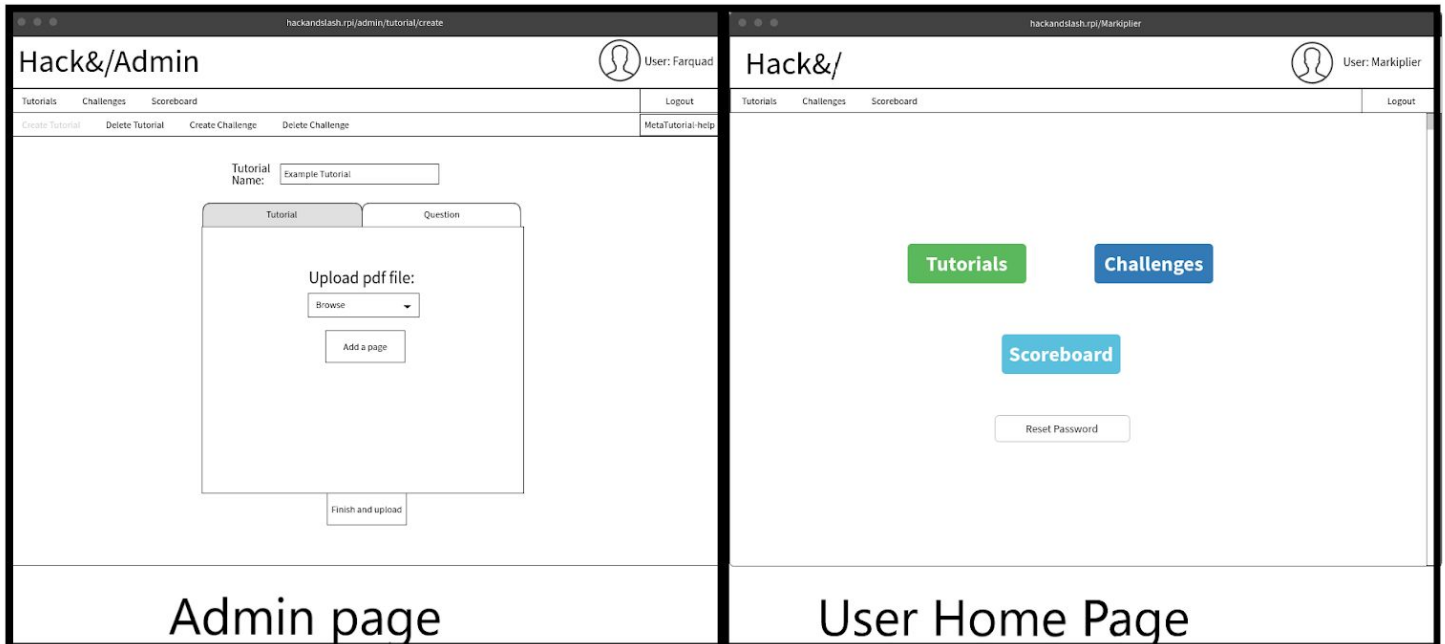 hackandslash.rpi/admin/tutorial/create
Hack&/Admin
User: Farquad
Tutorials Challenges Scoreboard Logout
Create Tutorial Delete Tutorial Create Challenge Delete Challenge MetaTutorial-help
Tutorial
Name:
Example Tutorial
Tutorial Question
Upload pdf file:
Browse
Add a page
Finish and upload
Admin page
hackandslash.rpi/Markiplier
Hack&/
User: Markiplier
Tutorials Challenges Scoreboard Logout
Tutorials Challenges
Scoreboard
Reset Password
User Home Page